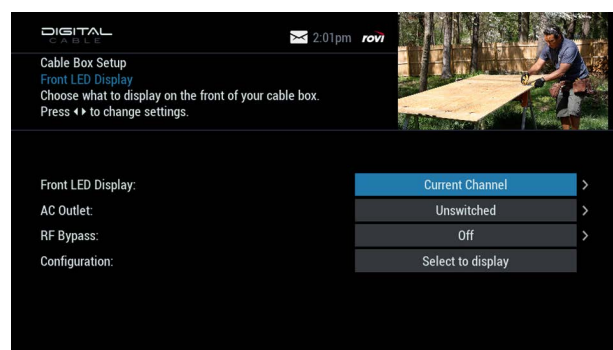 DIGITAL
CABLE
2:01pm rovi
Cable Box Setup
Front LED Display
Choose what to display on the front of your cable box.
Press ◂▸ to change settings.
Front LED Display: Current Channel >
AC Outlet: Unswitched >
RF Bypass: Off >
Configuration: Select to display